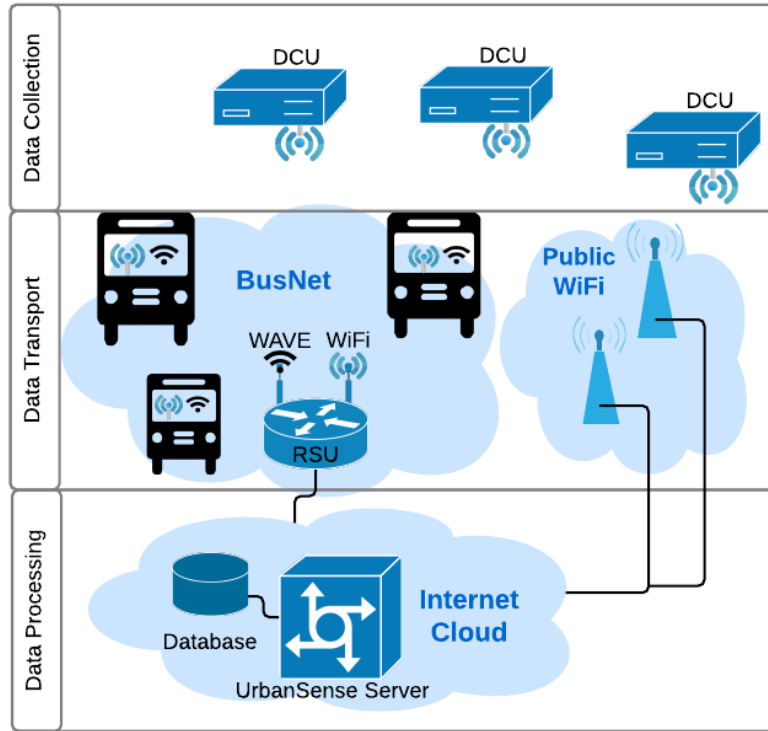 Data Collection
DCU
DCU
DCU
Data Transport
BusNet
Public
WiFi
WAVE
WiFi
RSU
Data Processing
Database
UrbanSense Server
Internet
Cloud